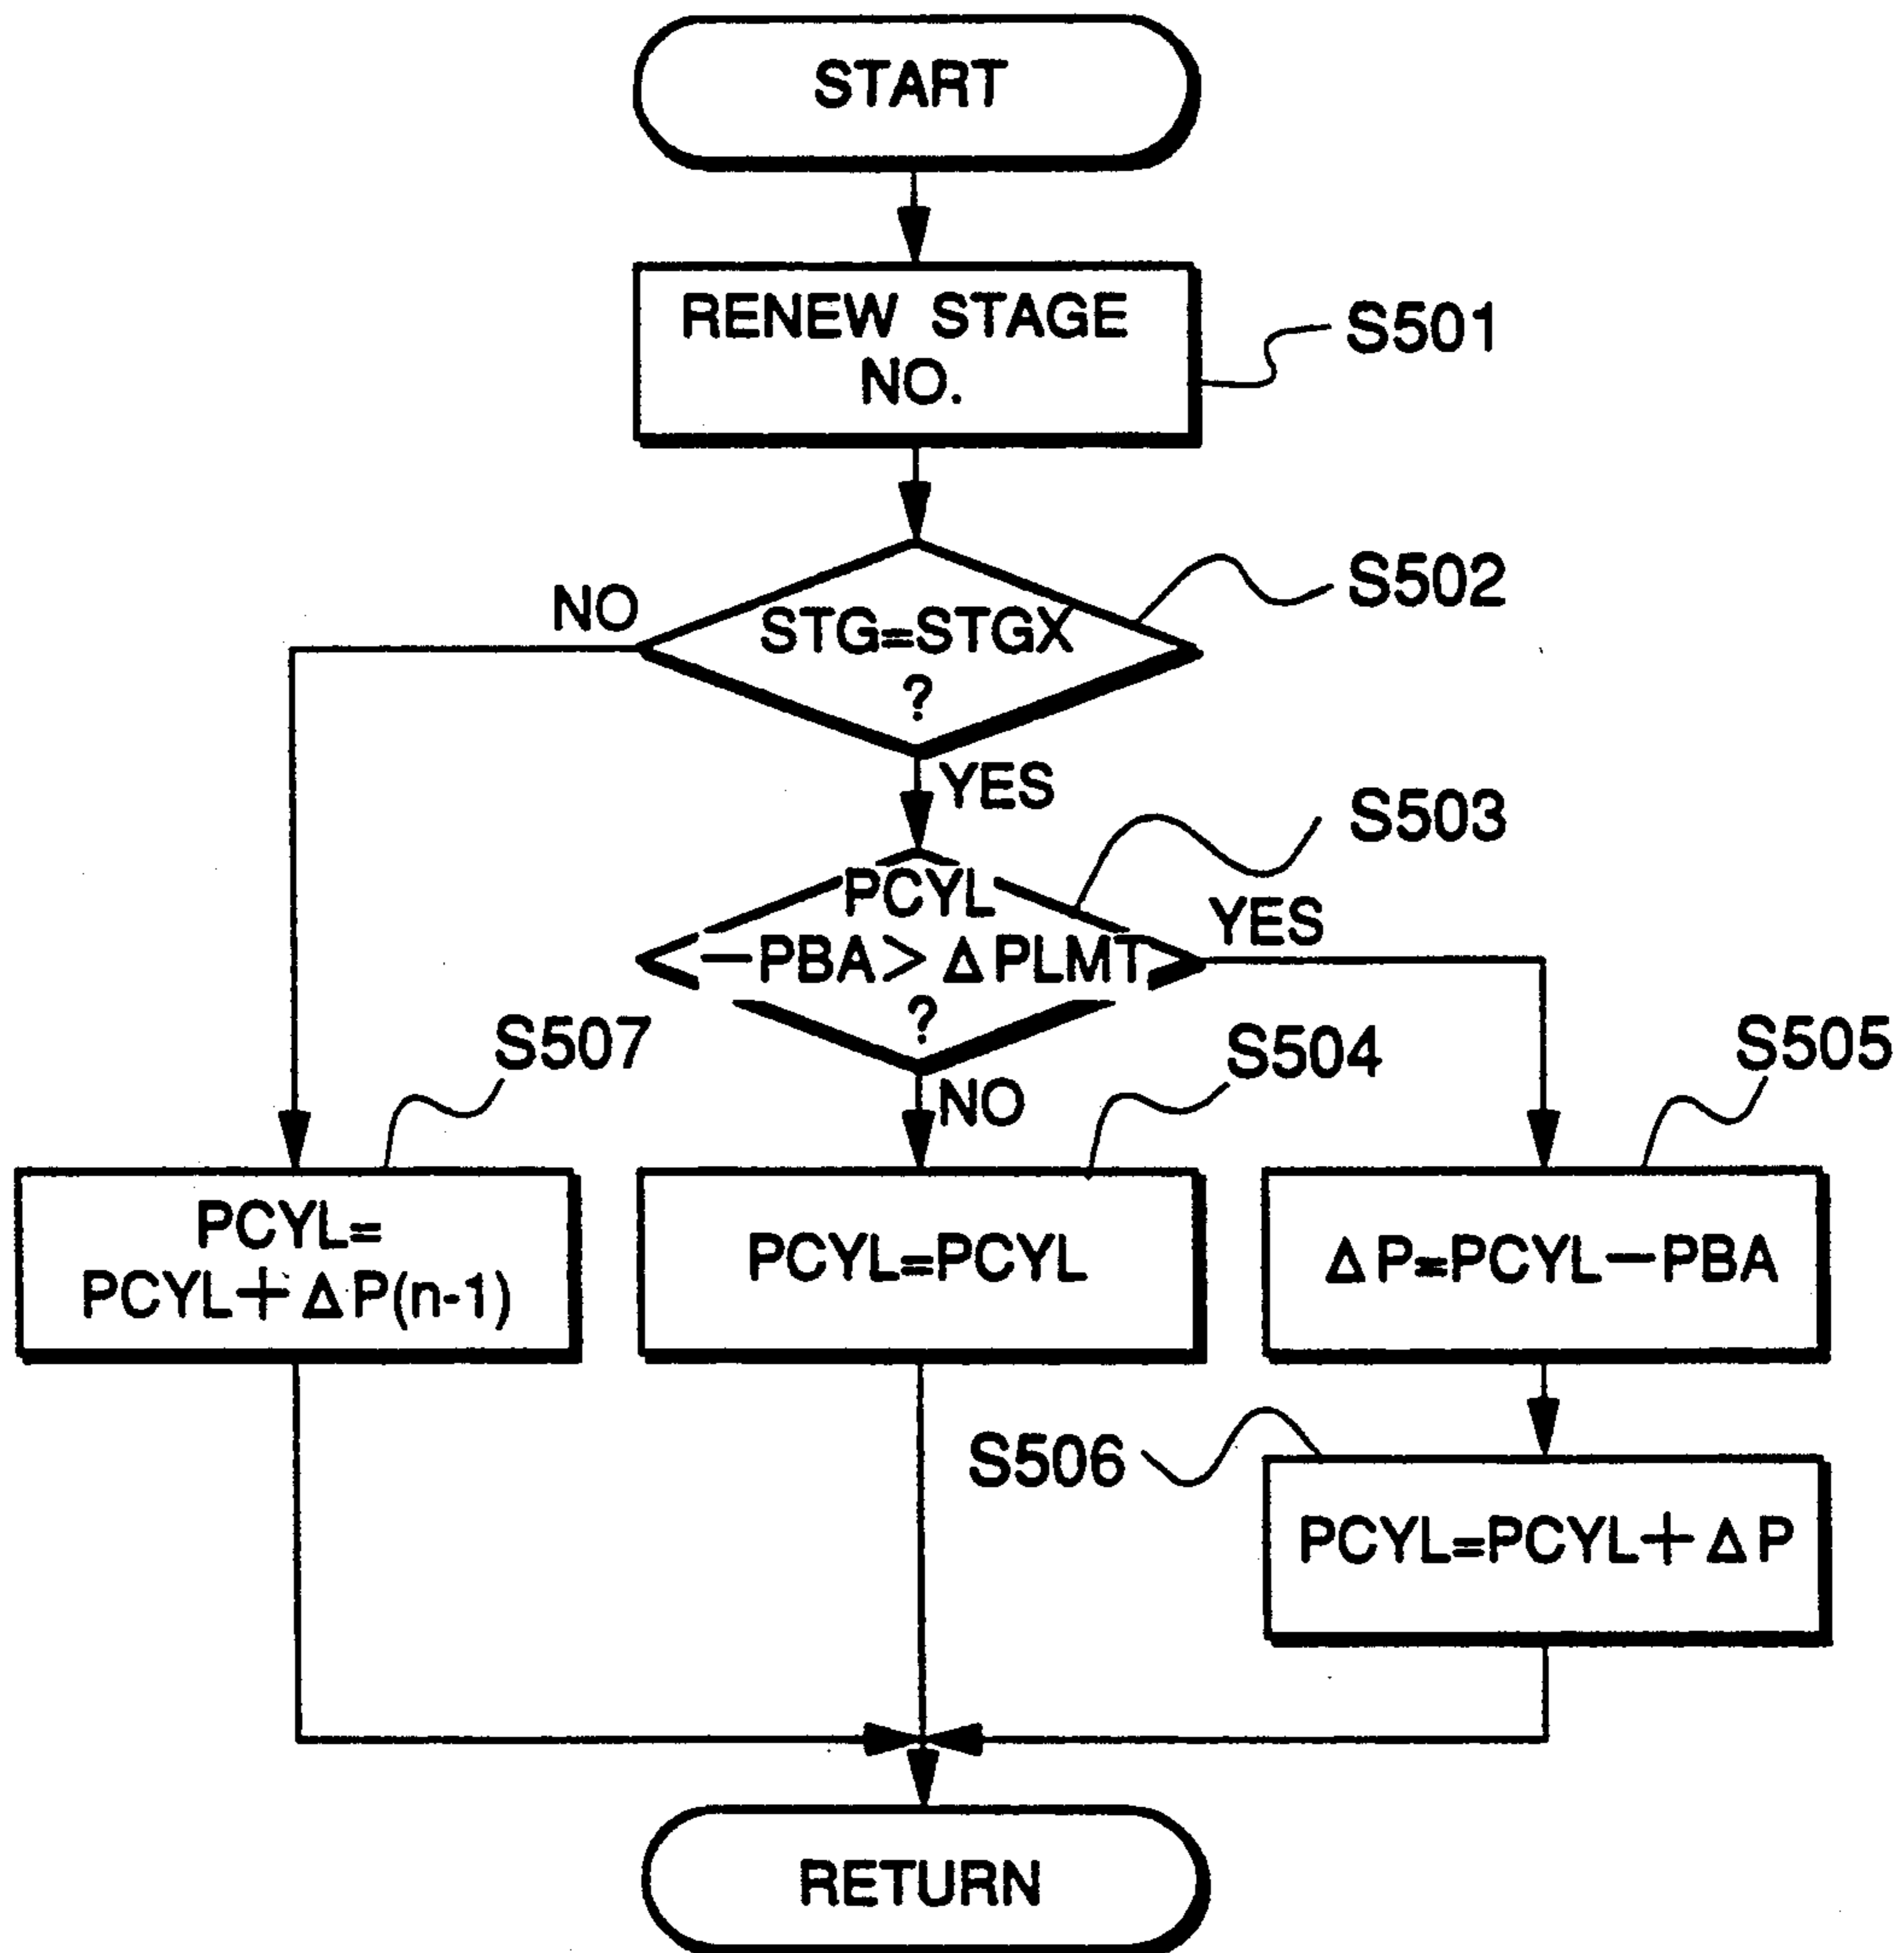 START
RENEW STAGE
NO.
S501
S502
NO
STG=STGX
?
YES
S503
PCYL
−PBA>ΔPLMT
?
YES
NO
S507
S504
S505
PCYL=
PCYL+ΔP(n-1)
PCYL=PCYL
ΔP=PCYL−PBA
S506
PCYL=PCYL+ΔP
RETURN